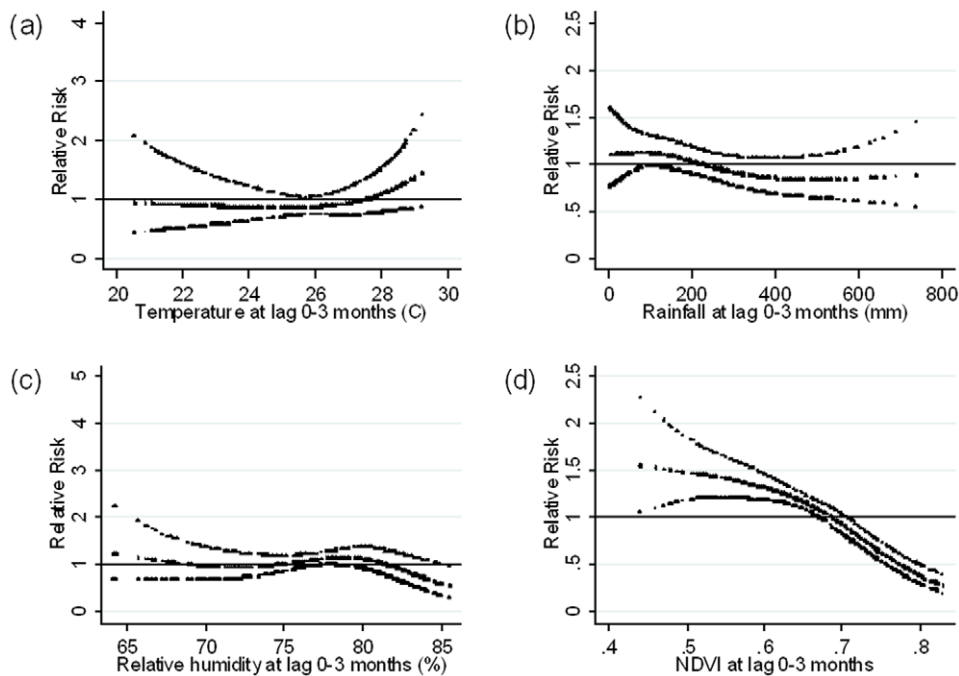 (a)
Relative Risk
4
3
2
1
0
20 22 24 26 28 30
Temperature at lag 0-3 months (C)
(b)
Relative Risk
2.5
2
1.5
1
.5
0
0 200 400 600 800
Rainfall at lag 0-3 months (mm)
(c)
Relative Risk
5
4
3
2
1
0
65 70 75 80 85
Relative humidity at lag 0-3 months (%)
(d)
Relative Risk
2.5
2
1.5
1
.5
0
.4 .5 .6 .7 .8
NDVI at lag 0-3 months